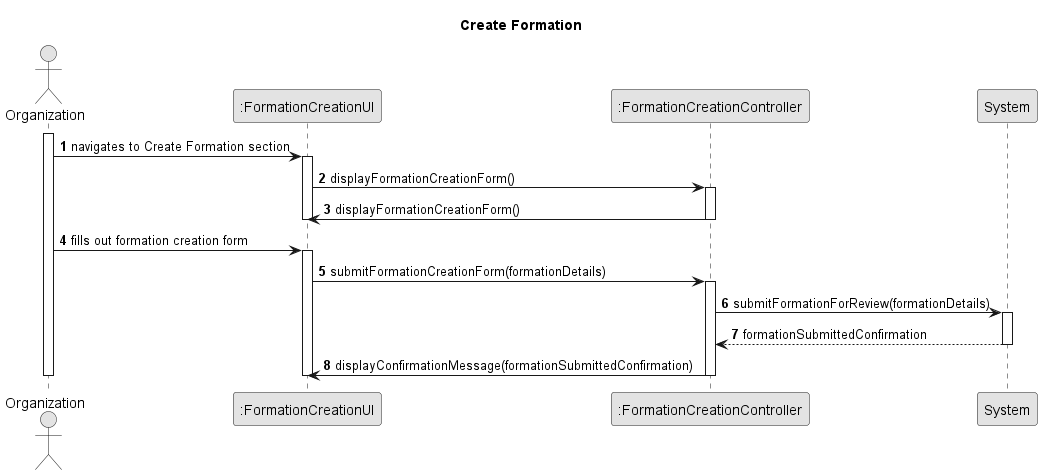 Create Formation
Organization
:FormationCreationUI
:FormationCreationController
System
1 navigates to Create Formation section
2 displayFormationCreationForm()
3 displayFormationCreationForm()
4 fills out formation creation form
5 submitFormationCreationForm(formationDetails)
6 submitFormationForReview(formationDetails)
7 formationSubmittedConfirmation
8 displayConfirmationMessage(formationSubmittedConfirmation)
Organization
:FormationCreationUI
:FormationCreationController
System